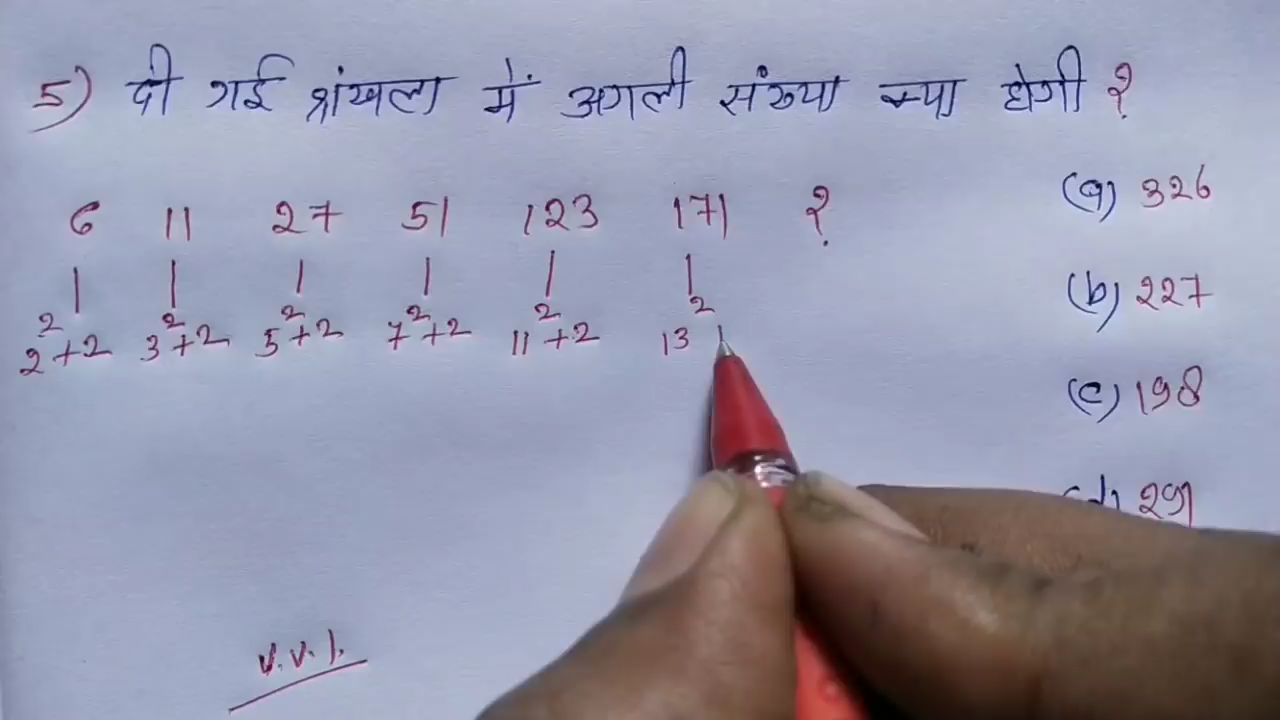 5) दी गई श्रांखला में अगली संख्या क्या होगी ?
6 11 27 51 123 171 ?
2²+2 3²+2 5²+2 7²+2 11²+2 13²
(a) 326
(b) 227
(c) 198
(d) 291
V.V.I.